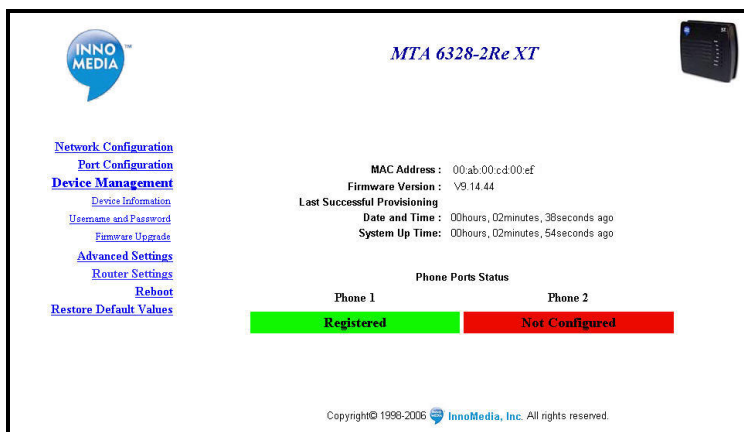 INNO
MEDIA™
MTA 6328-2Re XT
Network Configuration
Port Configuration
Device Management
Device Information
Username and Password
Firmware Upgrade
Advanced Settings
Router Settings
Reboot
Restore Default Values
MAC Address : 00:ab:00:cd:00:ef
Firmware Version : V9.14.44
Last Successful Provisioning
Date and Time : 00hours, 02minutes, 38seconds ago
System Up Time: 00hours, 02minutes, 54seconds ago
Phone Ports Status
Phone 1 Phone 2
Registered Not Configured
Copyright© 1998-2006 InnoMedia, Inc. All rights reserved.